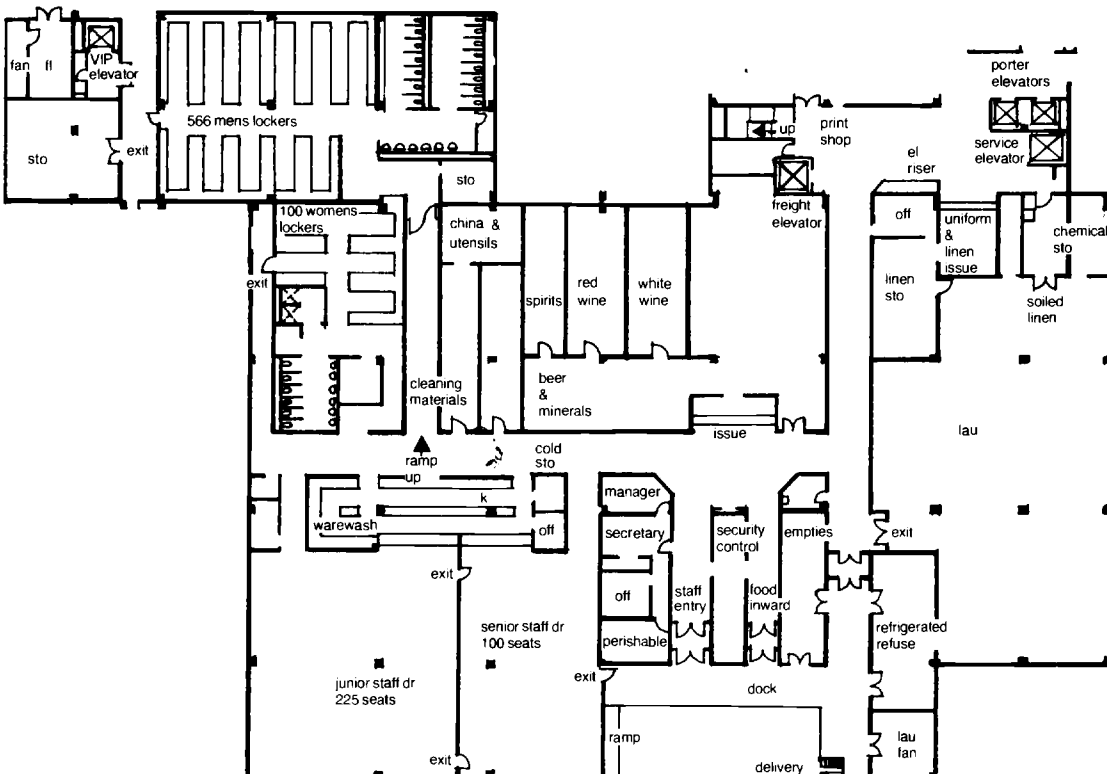 fan
fl
VIP
elevator
566 mens lockers
sto
exit
sto
100 womens
lockers
exit
china &
utensils
spirits
red
wine
white
wine
cleaning
materials
beer
&
minerals
issue
ramp
up
cold
sto
k
warewash
off
up
print
shop
freight
elevator
porter
elevators
service
elevator
el
riser
off
uniform
&
linen
issue
chemical
sto
linen
sto
soiled
linen
lau
manager
secretary
off
perishable
security
control
empties
staff
entry
food
inward
exit
refrigerated
refuse
exit
senior staff dr
100 seats
junior staff dr
225 seats
exit
exit
dock
ramp
delivery
lau
fan